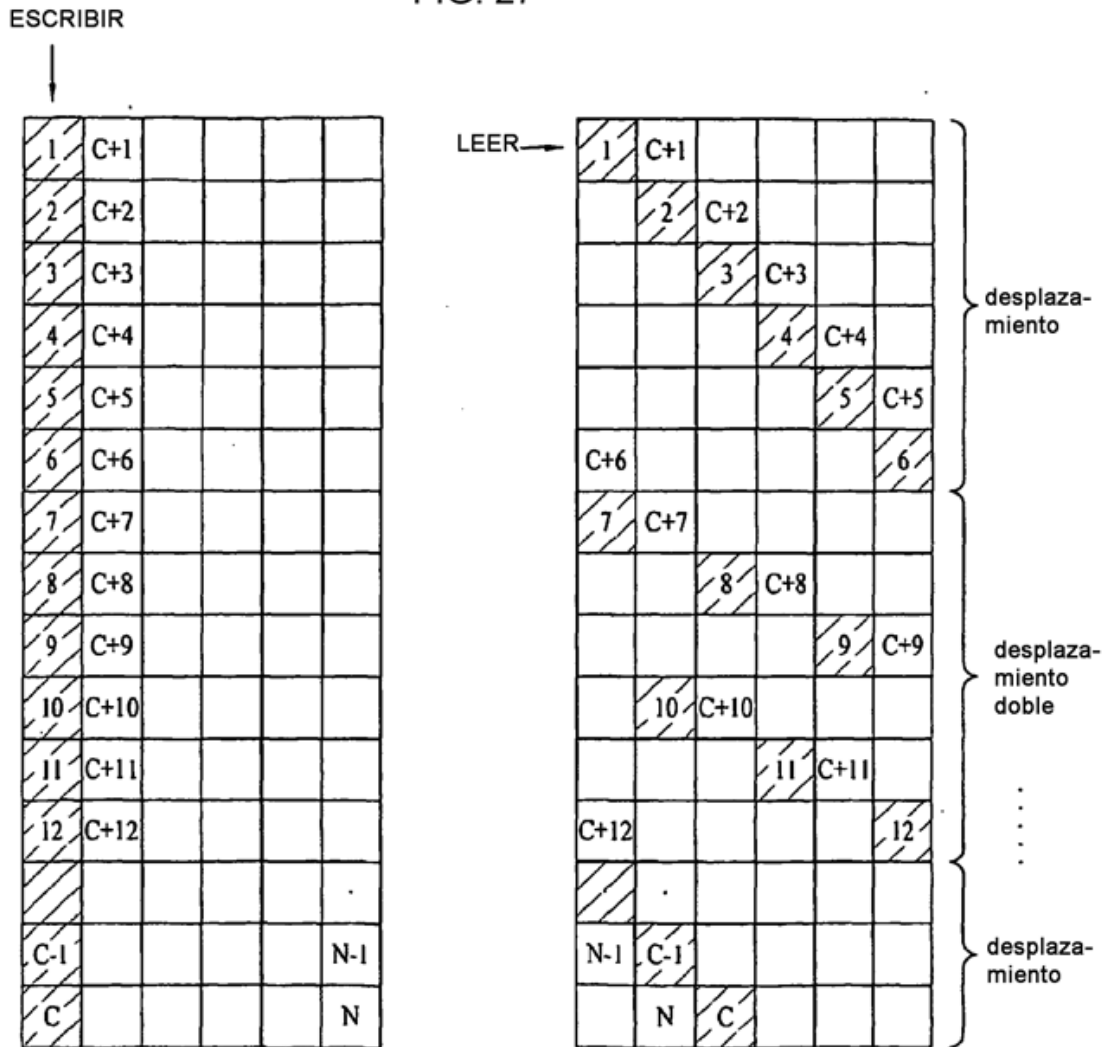 FIG. 27
ESCRIBIR
1 C+1
2 C+2
3 C+3
4 C+4
5 C+5
6 C+6
7 C+7
8 C+8
9 C+9
10 C+10
11 C+11
12 C+12
C-1 N-1
C N
LEER
1 C+1
2 C+2
3 C+3
4 C+4
5 C+5
C+6 6
7 C+7
8 C+8
9 C+9
10 C+10
11 C+11
C+12 12
N-1 C-1
N C
desplaza-
miento
desplaza-
miento
doble
desplaza-
miento